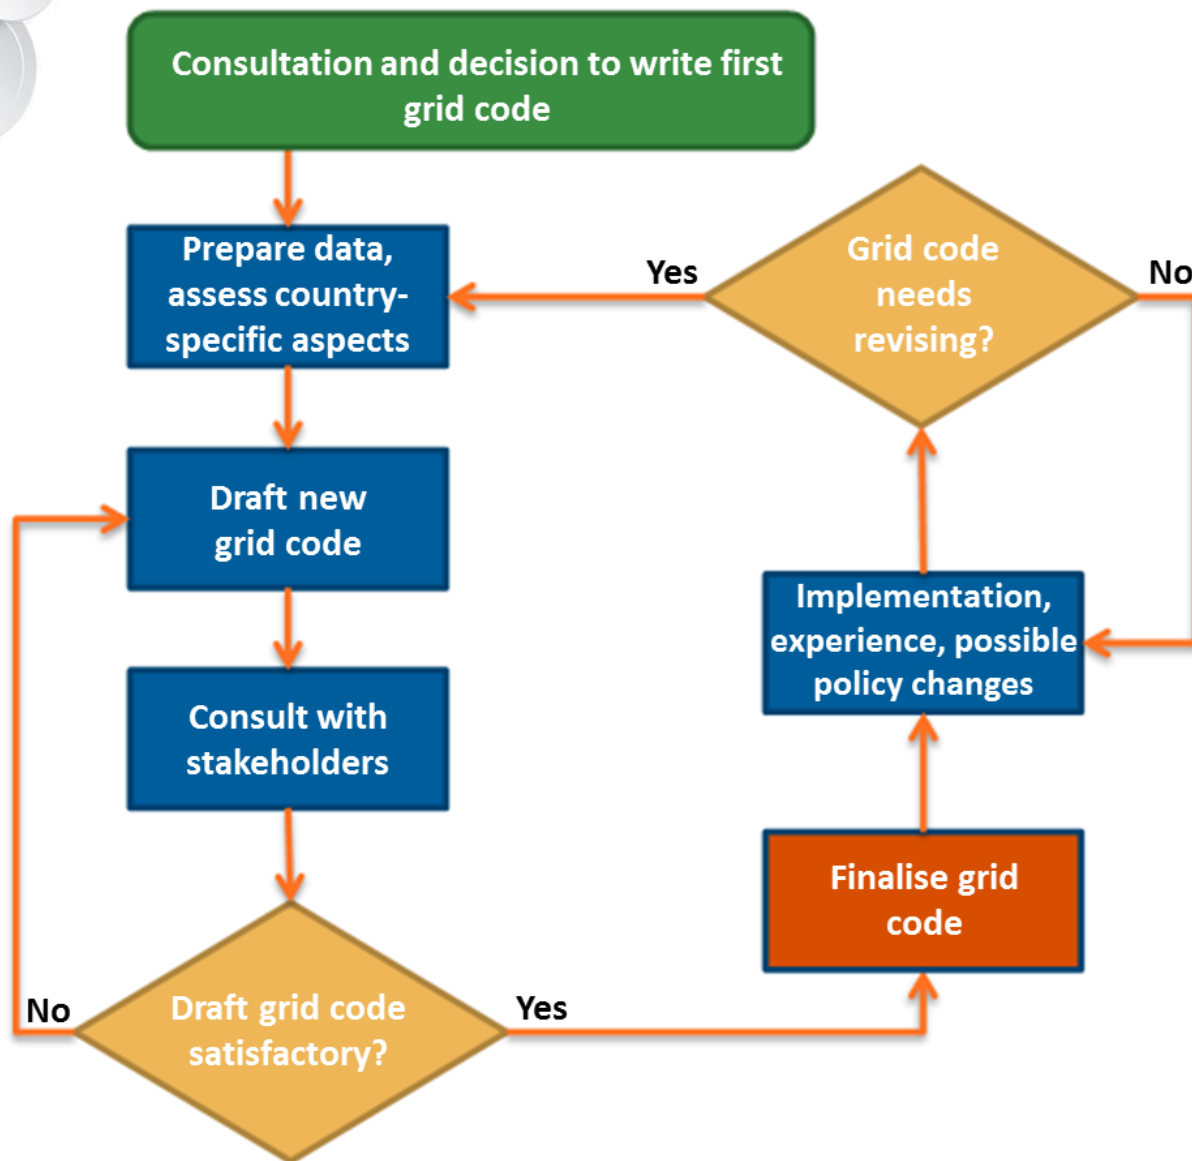 Consultation and decision to write first
grid code
Prepare data,
assess country-
specific aspects
Yes
Grid code
needs
revising?
No
Draft new
grid code
Implementation,
experience, possible
policy changes
Consult with
stakeholders
Finalise grid
code
No
Draft grid code
satisfactory?
Yes